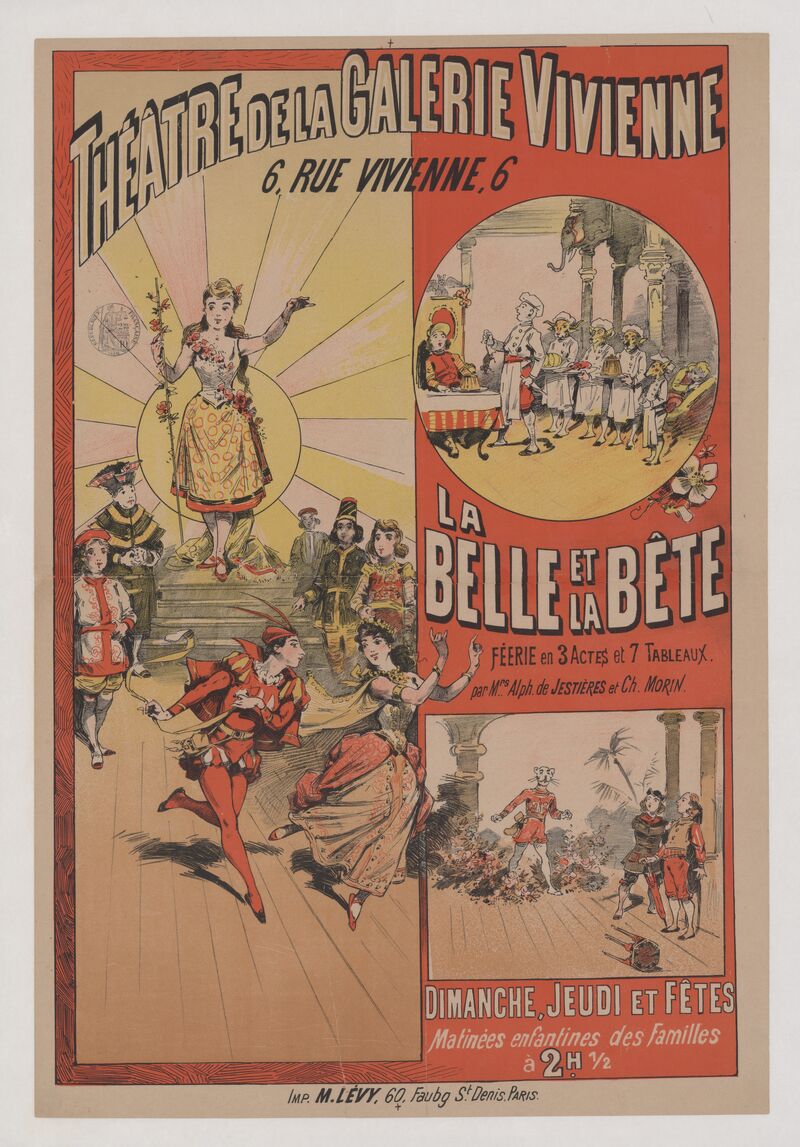 THÉÂTRE DE LA GALERIE VIVIENNE
6, RUE VIVIENNE, 6
LA
BELLE ET LA BÊTE
FÉERIE en 3 ACTES et 7 TABLEAUX.
par Mrs Alph. de JESTIÈRES et Ch. MORIN.
DIMANCHE, JEUDI ET FÊTES
Matinées enfantines des Familles
à 2H. 1/2
IMP. M. LÉVY, 60, Faubg St Denis. PARIS.